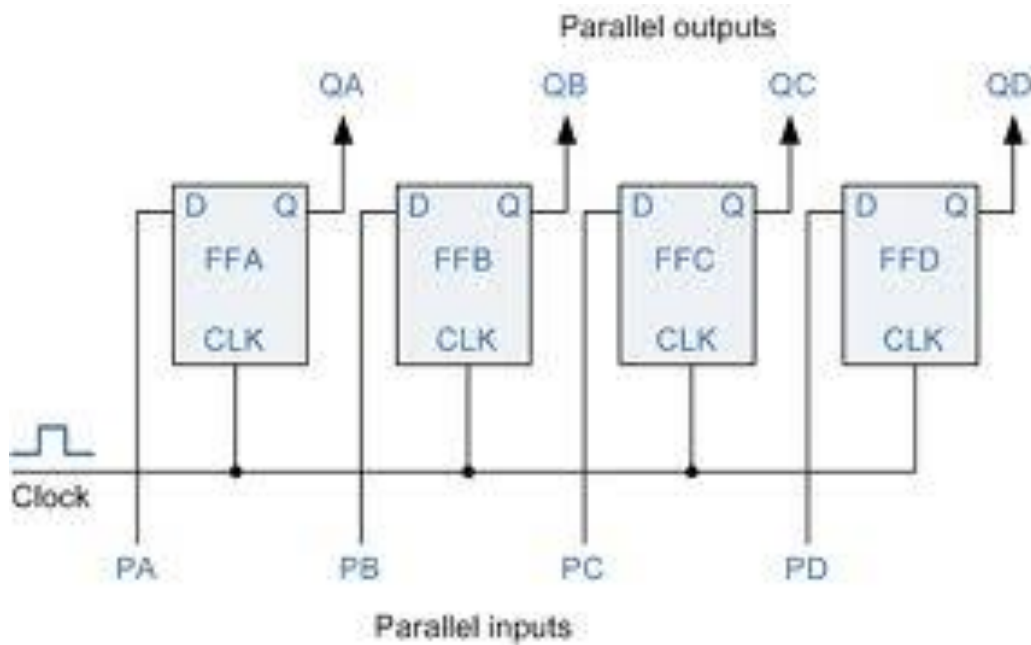 Parallel outputs
QA QB QC QD
D Q D Q D Q D Q
FFA FFB FFC FFD
CLK CLK CLK CLK
Clock
PA PB PC PD
Parallel inputs